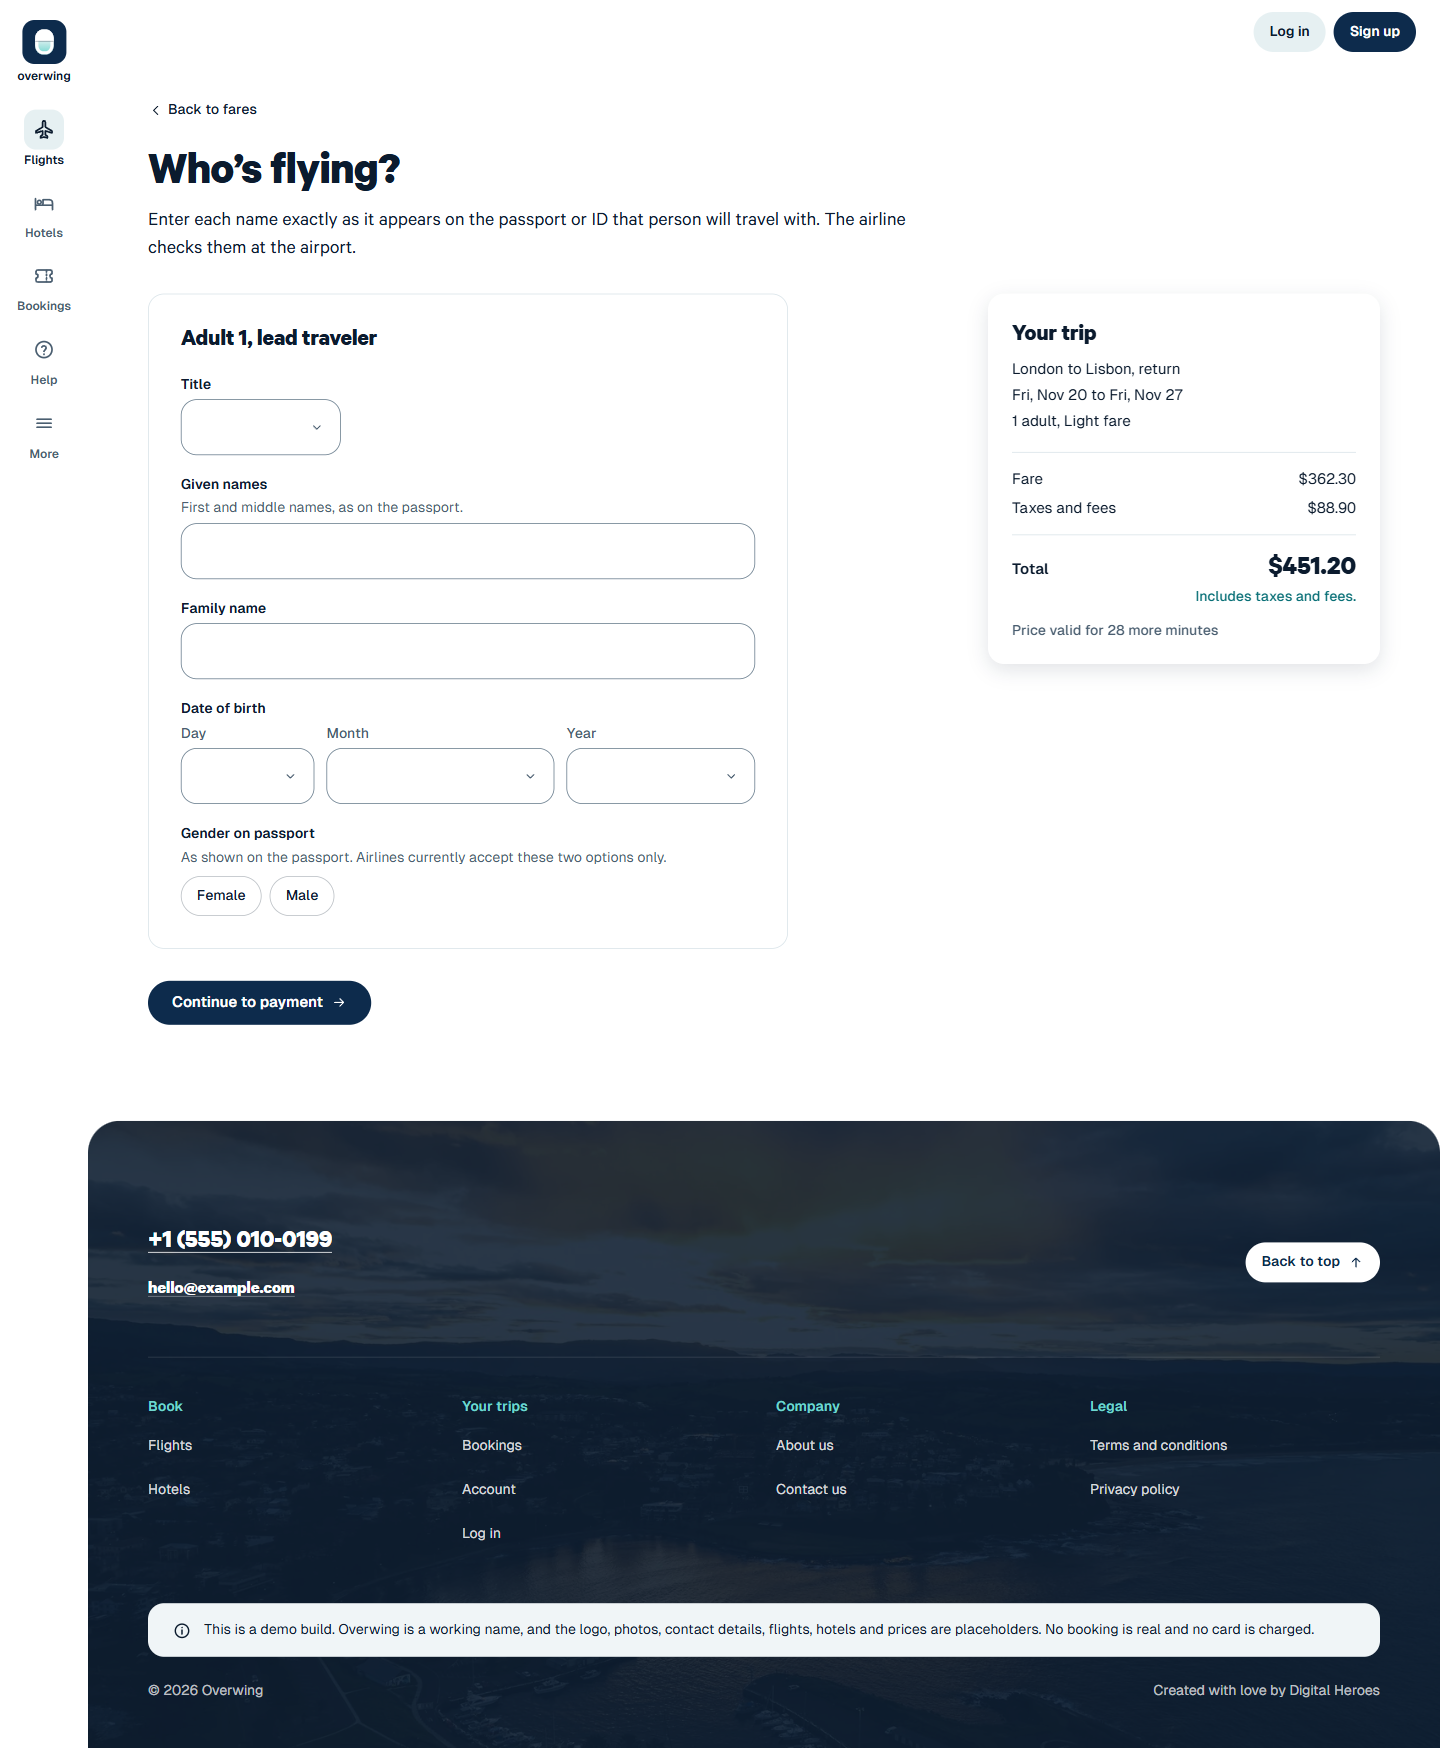 overwing
Flights
Hotels
Bookings
Help
More
Log in
Sign up
Back to fares
Who's flying?
Enter each name exactly as it appears on the passport or ID that person will travel with. The airline
checks them at the airport.
Adult 1, lead traveler
Title
Given names
First and middle names, as on the passport.
Family name
Date of birth
Day
Month
Year
Gender on passport
As shown on the passport. Airlines currently accept these two options only.
Female
Male
Continue to payment
Your trip
London to Lisbon, return
Fri, Nov 20 to Fri, Nov 27
1 adult, Light fare
Fare $362.30
Taxes and fees $88.90
Total $451.20
Includes taxes and fees.
Price valid for 28 more minutes
+1 (555) 010-0199
hello@example.com
Back to top
Book
Flights
Hotels
Your trips
Bookings
Account
Log in
Company
About us
Contact us
Legal
Terms and conditions
Privacy policy
This is a demo build. Overwing is a working name, and the logo, photos, contact details, flights, hotels and prices are placeholders. No booking is real and no card is charged.
© 2026 Overwing
Created with love by Digital Heroes